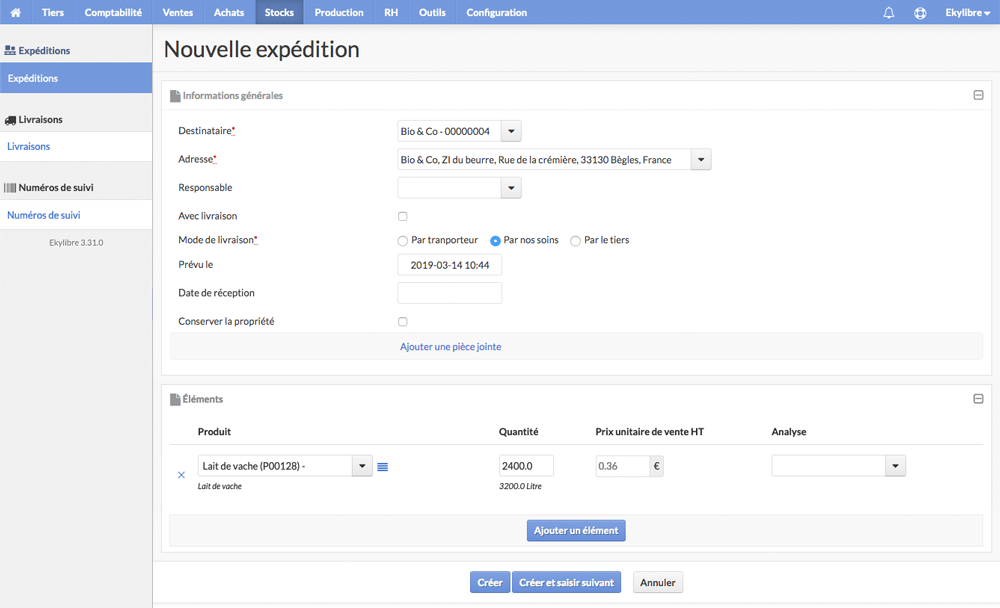 Tiers Comptabilité Ventes Achats Stocks Production RH Outils Configuration Ekylibre
Expéditions
Expéditions
Livraisons
Livraisons
Numéros de suivi
Numéros de suivi
Ekylibre 3.31.0
Nouvelle expédition
Informations générales
Destinataire* Bio & Co - 00000004
Adresse* Bio & Co, ZI du beurre, Rue de la crémière, 33130 Bègles, France
Responsable
Avec livraison
Mode de livraison* Par tranporteur Par nos soins Par le tiers
Prévu le 2019-03-14 10:44
Date de réception
Conserver la propriété
Ajouter une pièce jointe
Éléments
Produit Quantité Prix unitaire de vente HT Analyse
Lait de vache (P00128) - 2400.0 0.36 €
Lait de vache 3200.0 Litre
Ajouter un élément
Créer Créer et saisir suivant Annuler